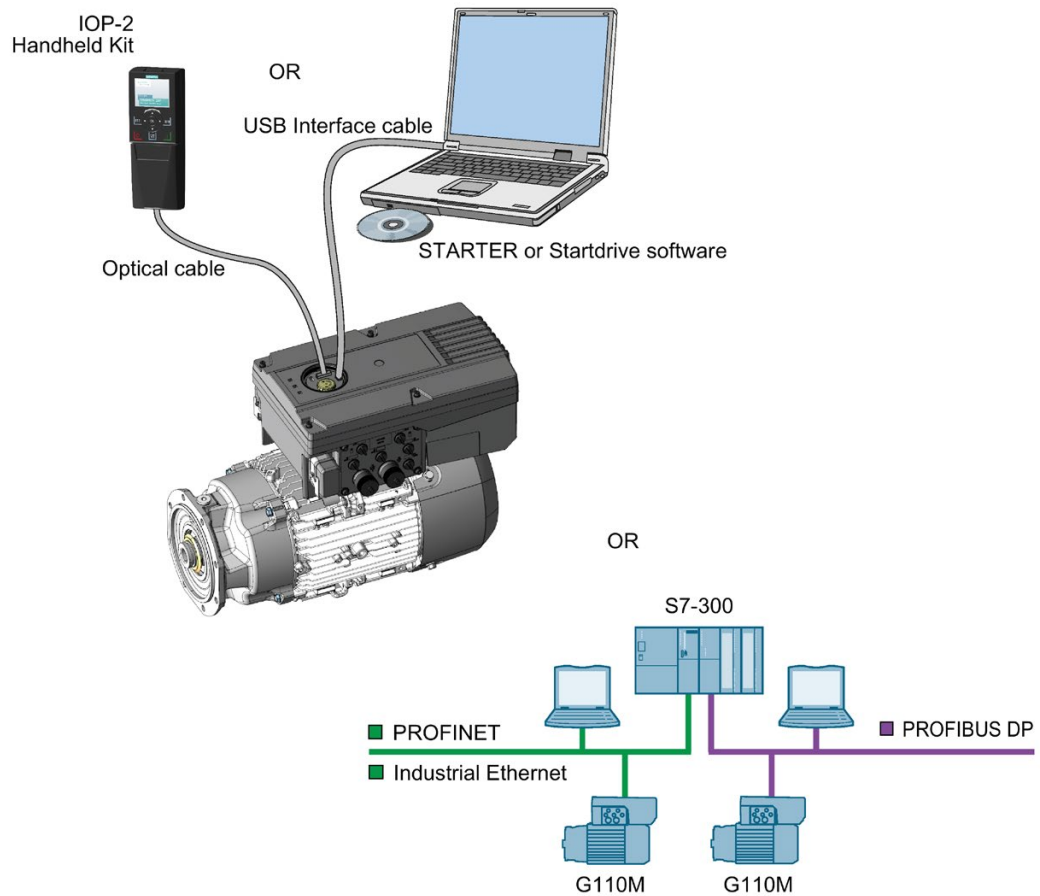 IOP-2
Handheld Kit
OR
USB Interface cable
STARTER or Startdrive software
Optical cable
OR
S7-300
PROFINET
PROFIBUS DP
Industrial Ethernet
G110M
G110M